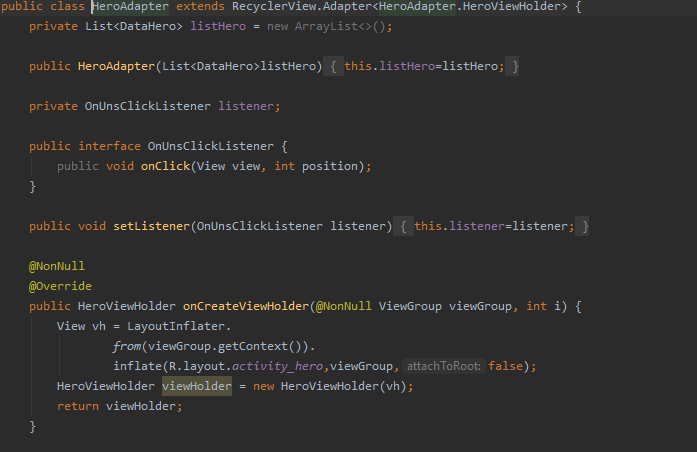 public class HeroAdapter extends RecyclerView.Adapter<HeroAdapter.HeroViewHolder> {
private List<DataHero> listHero = new ArrayList<>();
public HeroAdapter(List<DataHero>listHero) { this.listHero=listHero; }
private OnUnsClickListener listener;
public interface OnUnsClickListener {
public void onClick(View view, int position);
}
public void setListener(OnUnsClickListener listener) { this.listener=listener; }
@NonNull
@Override
public HeroViewHolder onCreateViewHolder(@NonNull ViewGroup viewGroup, int i) {
View vh = LayoutInflater.
from(viewGroup.getContext()).
inflate(R.layout.activity_hero,viewGroup, attachToRoot: false);
HeroViewHolder viewHolder = new HeroViewHolder(vh);
return viewHolder;
}